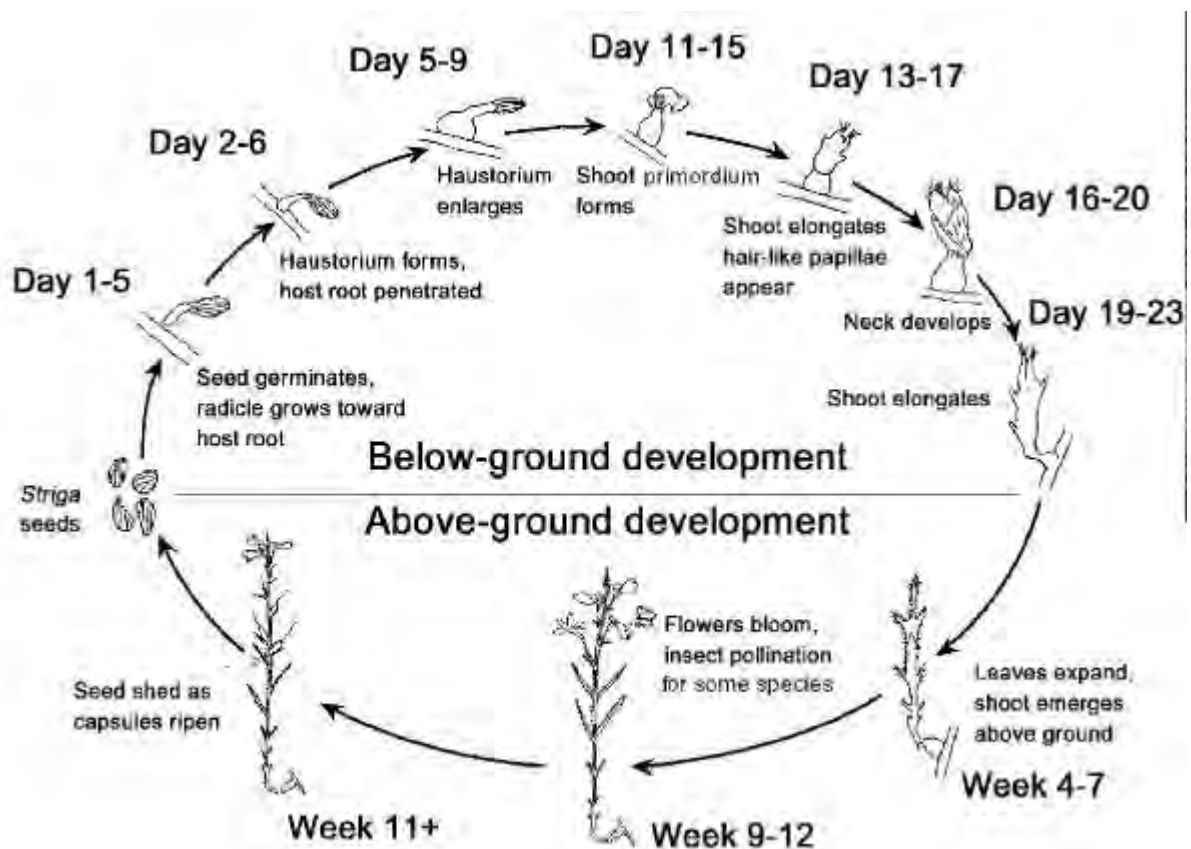 Day 5-9
Day 11-15
Day 13-17
Day 2-6
Haustorium
enlarges
Shoot primordium
forms
Day 16-20
Shoot elongates
hair-like papillae
appear
Day 1-5
Haustorium forms,
host root penetrated
Neck develops
Day 19-23
Seed germinates,
radicle grows toward
host root
Shoot elongates
Below-ground development
Striga
seeds
Above-ground development
Flowers bloom,
insect pollination
for some species
Leaves expand,
shoot emerges
above ground
Seed shed as
capsules ripen
Week 4-7
Week 11+
Week 9-12